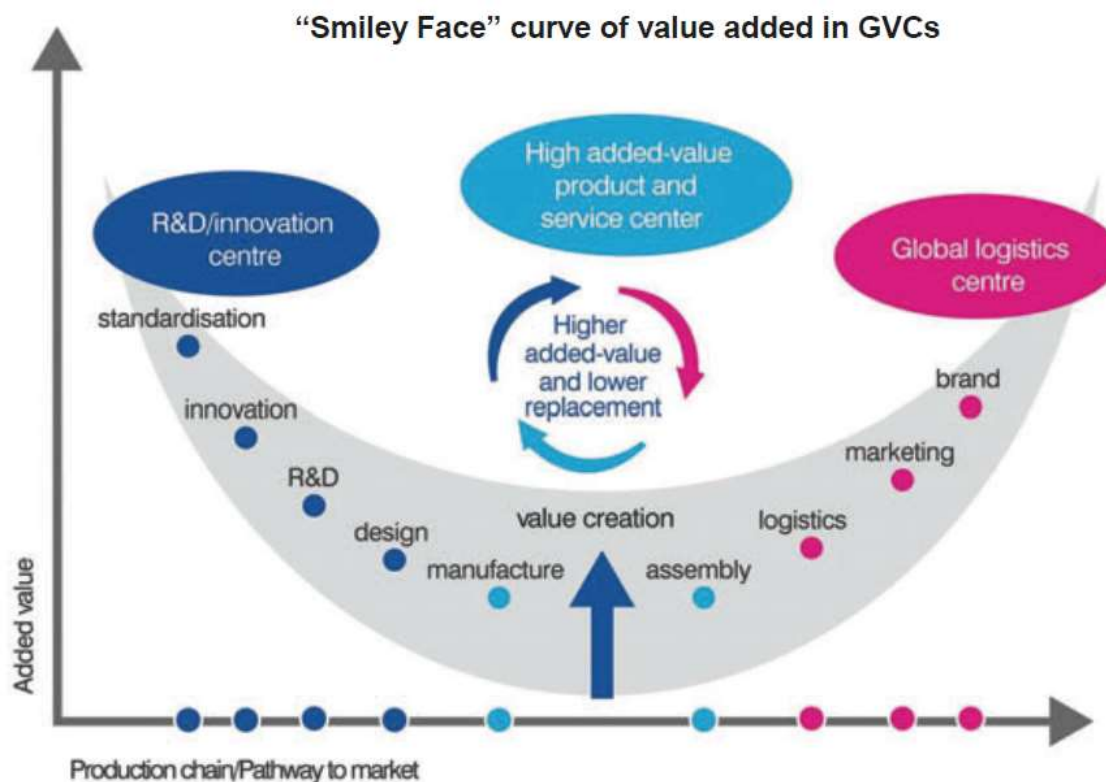 “Smiley Face” curve of value added in GVCs
High added-value
product and
service center
R&D/innovation
centre
Global logistics
centre
standardisation
innovation
R&D
design
manufacture
Higher
added-value
and lower
replacement
value creation
assembly
logistics
marketing
brand
Added value
Production chain/Pathway to market